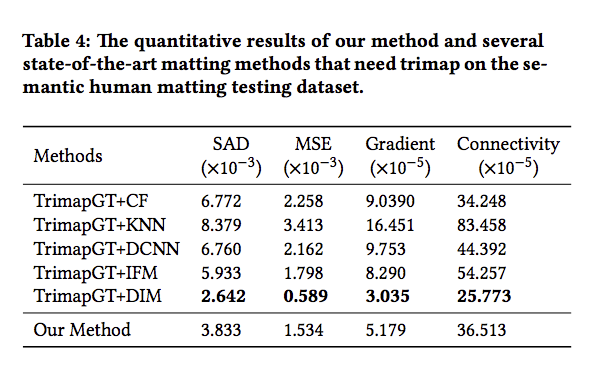 Table 4: The quantitative results of our method and several
state-of-the-art matting methods that need trimap on the se-
mantic human matting testing dataset.
Methods SAD MSE Gradient Connectivity
(×10−3) (×10−3) (×10−5) (×10−5)
TrimapGT+CF 6.772 2.258 9.0390 34.248
TrimapGT+KNN 8.379 3.413 16.451 83.458
TrimapGT+DCNN 6.760 2.162 9.753 44.392
TrimapGT+IFM 5.933 1.798 8.290 54.257
TrimapGT+DIM 2.642 0.589 3.035 25.773
Our Method 3.833 1.534 5.179 36.513